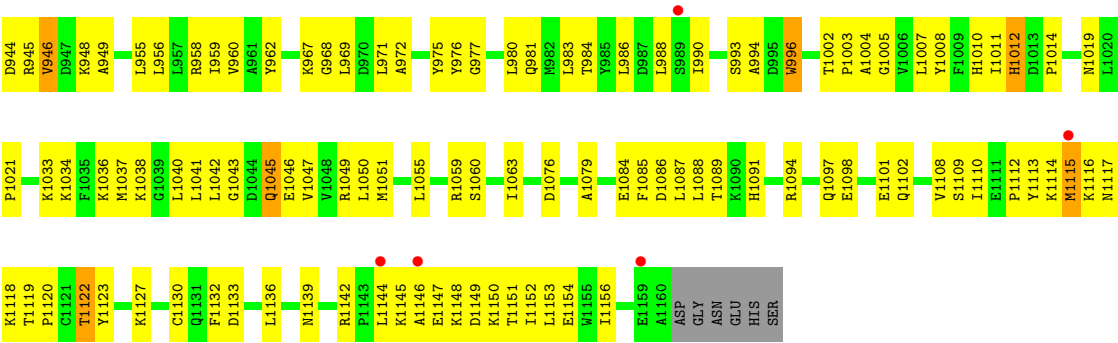 D944 R945 V946 D947 K948 A949 L955 L956 L957 R958 I959 V960 A961 Y962 K967 G968 L969 D970 L971 A972 Y975 Y976 G977 L980 Q981 M982 L983 T984 Y985 L986 D987 L988 S989 I990 S993 A994 D995 W996 T1002 P1003 A1004 G1005 V1006 L1007 Y1008 F1009 H1010 I1011 H1012 D1013 P1014 N1019 L1020
P1021 K1033 K1034 F1035 K1036 M1037 K1038 G1039 L1040 L1041 L1042 G1043 D1044 Q1045 E1046 V1047 V1048 R1049 L1050 M1051 L1055 R1059 S1060 I1063 D1076 A1079 E1084 F1085 D1086 L1087 L1088 T1089 K1090 H1091 R1094 Q1097 E1098 E1101 Q1102 V1108 S1109 I1110 E1111 P1112 Y1113 K1114 M1115 K1116 N1117
K1118 T1119 P1120 C1121 T1122 Y1123 K1127 C1130 Q1131 F1132 D1133 L1136 N1139 R1142 P1143 L1144 K1145 A1146 E1147 K1148 D1149 K1150 T1151 I1152 L1153 E1154 W1155 I1156 E1159 A1160 ASP GLY ASN GLU HIS SER